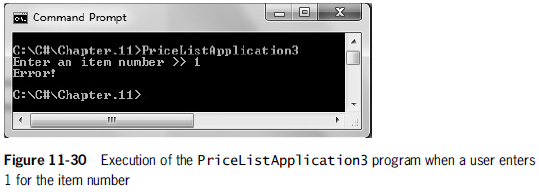 Command Prompt
C:\C#\Chapter.11>PriceListApplication3
Enter an item number >> 1
Error!
C:\C#\Chapter.11>
Figure 11-30 Execution of the PriceListApplication3 program when a user enters
1 for the item number